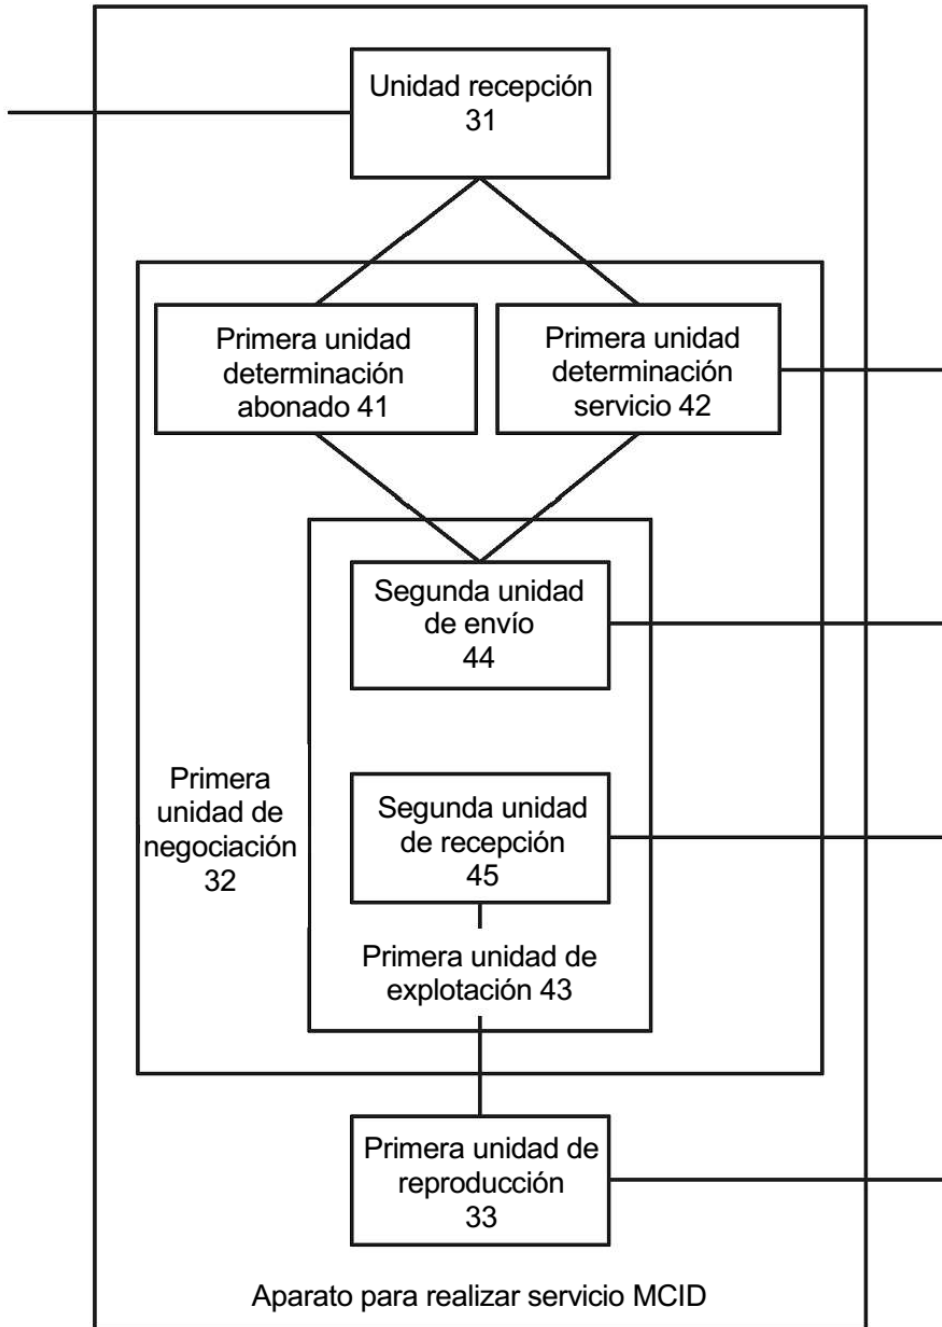 Unidad recepción
31
Primera unidad
determinación
abonado 41
Primera unidad
determinación
servicio 42
Segunda unidad
de envío
44
Primera
unidad de
negociación
32
Segunda unidad
de recepción
45
Primera unidad de
explotación 43
Primera unidad de
reproducción
33
Aparato para realizar servicio MCID